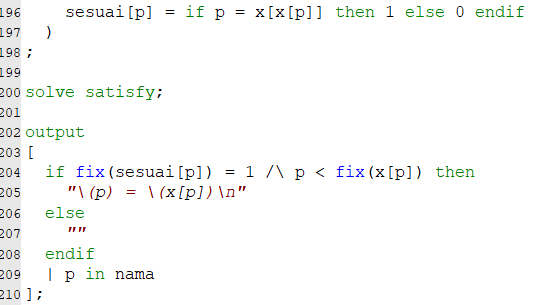 196     sesuai[p] = if p = x[x[p]] then 1 else 0 endif
197   )
198 ;
199
200 solve satisfy;
201
202 output
203 [
204   if fix(sesuai[p]) = 1 /\ p < fix(x[p]) then
205     "\(p) = \(x[p])\n"
206   else
207     ""
208   endif
209   | p in nama
210 ];